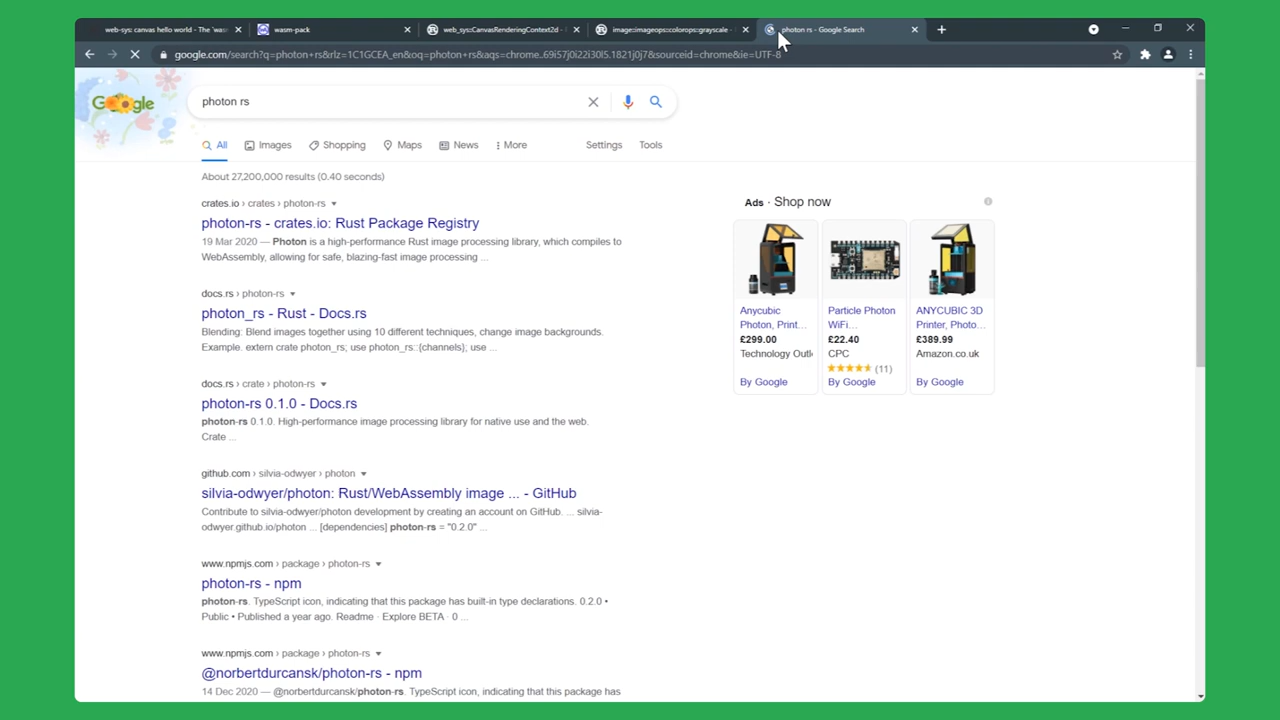 web-sys: canvas hello world - The `was
wasm-pack
web_sys::CanvasRenderingContext2d -
image::imageops::colorops::grayscale -
photon rs - Google Search
google.com/search?q=photon+rs&rlz=1C1GCEA_en&oq=photon+rs&aqs=chrome..69i57j0i22i30l5.1821j0j7&sourceid=chrome&ie=UTF-8
Google
photon rs
All
Images
Shopping
Maps
News
More
Settings
Tools
About 27,200,000 results (0.40 seconds)
crates.io › crates › photon-rs
photon-rs - crates.io: Rust Package Registry
19 Mar 2020 — Photon is a high-performance Rust image processing library, which compiles to
WebAssembly, allowing for safe, blazing-fast image processing ...
docs.rs › photon-rs
photon_rs - Rust - Docs.rs
Blending: Blend images together using 10 different techniques, change image backgrounds.
Example. extern crate photon_rs; use photon_rs::{channels}; use ...
docs.rs › crate › photon-rs
photon-rs 0.1.0 - Docs.rs
photon-rs 0.1.0. High-performance image processing library for native use and the web.
Crate ...
github.com › silvia-odwyer › photon
silvia-odwyer/photon: Rust/WebAssembly image ... - GitHub
Contribute to silvia-odwyer/photon development by creating an account on GitHub. ... silvia-
odwyer.github.io/photon ... [dependencies] photon-rs = "0.2.0" ...
www.npmjs.com › package › photon-rs
photon-rs - npm
photon-rs. TypeScript icon, indicating that this package has built-in type declarations. 0.2.0 •
Public • Published a year ago. Readme · Explore BETA · 0 ...
www.npmjs.com › package › photon-rs
@norbertdurcansk/photon-rs - npm
14 Dec 2020 — @norbertdurcansk/photon-rs. TypeScript icon, indicating that this package has
Ads · Shop now
Anycubic
Photon, Print...
£299.00
Technology Outl
By Google
Particle Photon
WiFi...
£22.40
CPC
(11)
By Google
ANYCUBIC 3D
Printer, Photo...
£389.99
Amazon.co.uk
By Google